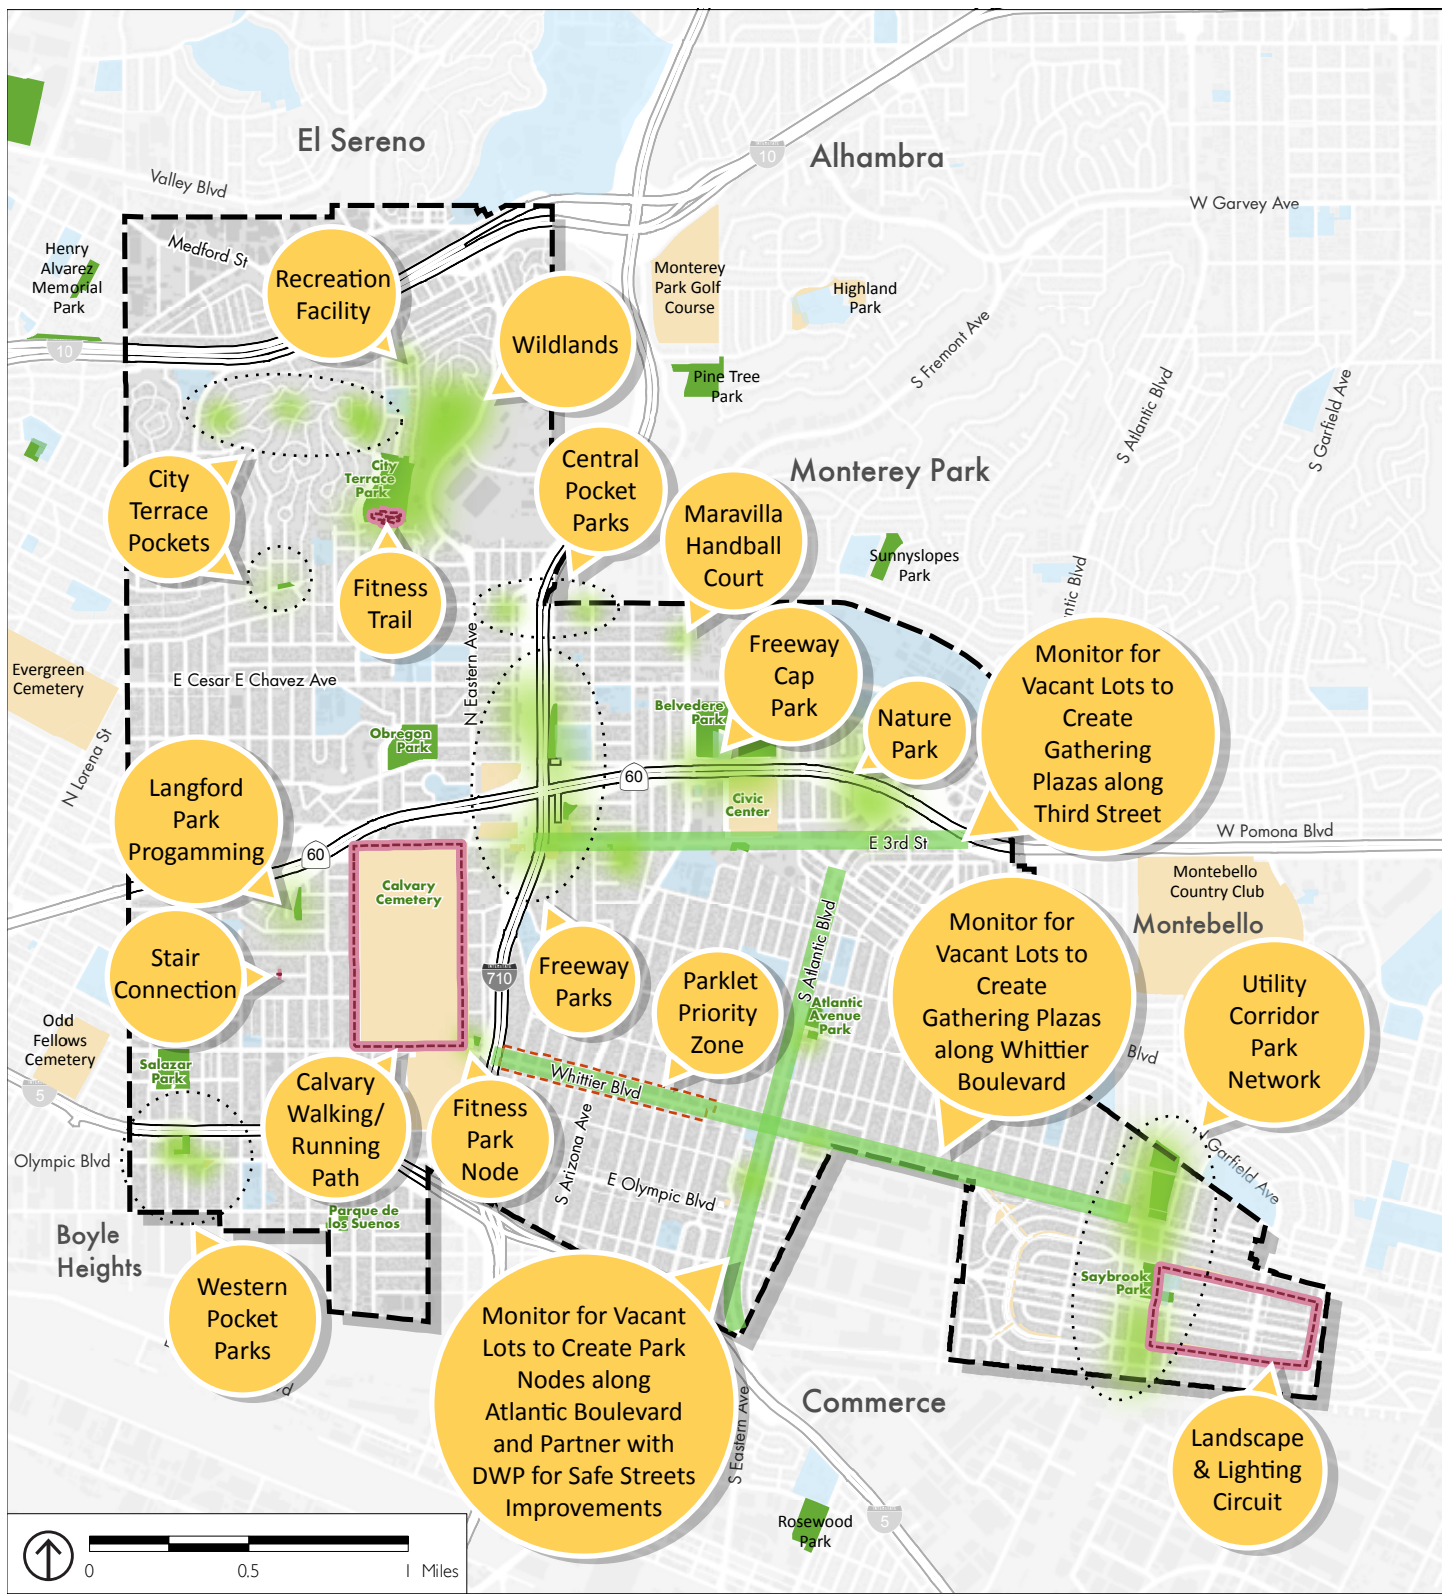 El Sereno
Alhambra
10
Valley Blvd
W Garvey Ave
Medford St
Henry
Alvarez
Memorial
Park
Recreation
Facility
Monterey
Park Golf
Course
Highland
Park
10
Wildlands
S Fremont Ave
Pine Tree
Park
S Atlantic Blvd
S Garfield Ave
City
Terrace
Park
City
Terrace
Pockets
Central
Pocket
Parks
Monterey Park
Maravilla
Handball
Court
Sunnyslopes
Park
Fitness
Trail
ntic Blvd
N Eastern Ave
Freeway
Cap
Park
Monitor for
Vacant Lots to
Create
Gathering
Plazas along
Third Street
Evergreen
Cemetery
E Cesar E Chavez Ave
Belvedere
Park
Nature
Park
Obregon
Park
N Lorena St
60
Langford
Park
Progamming
Civic
Center
60
E 3rd St
W Pomona Blvd
Calvary
Cemetery
Montebello
Country Club
Montebello
Monitor for
Vacant Lots to
Create
Gathering Plazas
along Whittier
Boulevard
S Atlantic Blvd
Stair
Connection
710
Freeway
Parks
Parklet
Priority
Zone
Atlantic
Avenue
Park
Utility
Corridor
Park
Network
Odd
Fellows
Cemetery
Salazar
Park
5
Blvd
Whittier Blvd
Calvary
Walking/
Running
Path
Fitness
Park
Node
S Arizona Ave
N Garfield Ave
Olympic Blvd
E Olympic Blvd
Parque de
los Suenos
Boyle
Heights
Western
Pocket
Parks
Saybrook
Park
Monitor for Vacant
Lots to Create Park
Nodes along
Atlantic Boulevard
and Partner with
DWP for Safe Streets
Improvements
S Eastern Ave
Commerce
Landscape
& Lighting
Circuit
Rosewood
Park
5
0
0.5
1 Miles